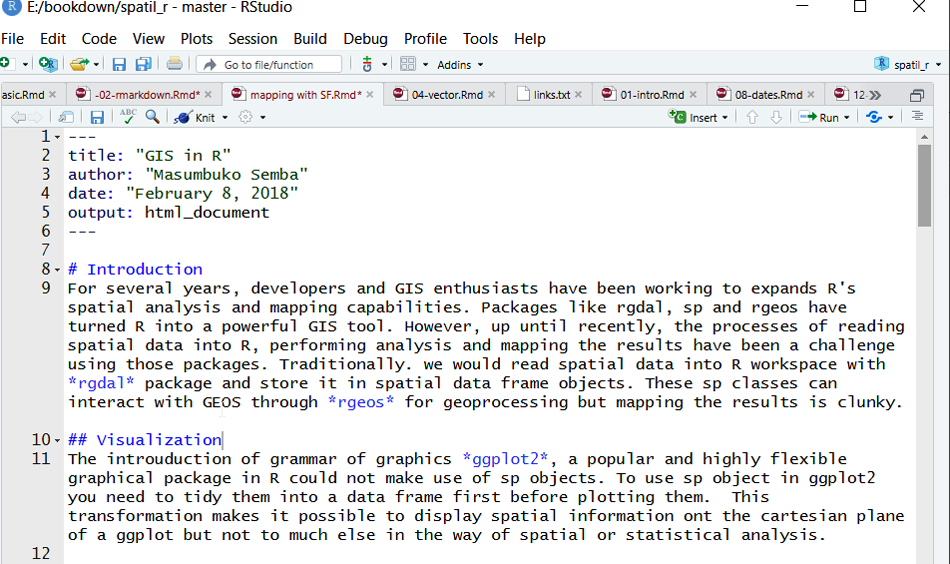 E:/bookdown/spatil_r - master - RStudio
File Edit Code View Plots Session Build Debug Profile Tools Help
Go to file/function Addins spatil_r
asic.Rmd -02-rmarkdown.Rmd* mapping with SF.Rmd* 04-vector.Rmd links.txt 01-intro.Rmd 08-dates.Rmd 12-
ABC Knit Insert Run
1 ---
2 title: "GIS in R"
3 author: "Masumbuko Semba"
4 date: "February 8, 2018"
5 output: html_document
6 ---
7
8 # Introduction
9 For several years, developers and GIS enthusiasts have been working to expands R's
spatial analysis and mapping capabilities. Packages like rgdal, sp and rgeos have
turned R into a powerful GIS tool. However, up until recently, the processes of reading
spatial data into R, performing analysis and mapping the results have been a challenge
using those packages. Traditionally. we would read spatial data into R workspace with
*rgdal* package and store it in spatial data frame objects. These sp classes can
interact with GEOS through *rgeos* for geoprocessing but mapping the results is clunky.
10 ## Visualization
11 The introuduction of grammar of graphics *ggplot2*, a popular and highly flexible
graphical package in R could not make use of sp objects. To use sp object in ggplot2
you need to tidy them into a data frame first before plotting them.  This
transformation makes it possible to display spatial information ont the cartesian plane
of a ggplot but not to much else in the way of spatial or statistical analysis.
12